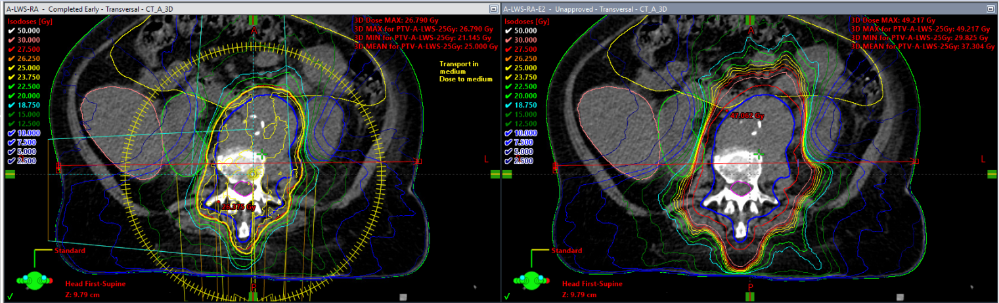 A-LWS-RA - Completed Early - Transversal - CT_A_3D
Isodoses [Gy]
50.000
30.000
27.500
26.250
25.000
23.750
22.500
20.000
18.750
15.000
12.500
10.000
7.500
5.000
2.500
3D Dose MAX: 26.790 Gy
3D MAX for PTV-A-LWS-25Gy: 26.790 Gy
3D MIN for PTV-A-LWS-25Gy: 21.145 Gy
3D MEAN for PTV-A-LWS-25Gy: 25.000 Gy
Transport in
medium
Dose to medium
A
L
26.375 Gy
Standard
P
Head First-Supine
Z: 9.79 cm
A-LWS-RA-E2 - Unapproved - Transversal - CT_A_3D
Isodoses [Gy]
50.000
30.000
27.500
26.250
25.000
23.750
22.500
20.000
18.750
15.000
12.500
10.000
7.500
5.000
2.500
3D Dose MAX: 49.217 Gy
3D MAX for PTV-A-LWS-25Gy: 49.217 Gy
3D MIN for PTV-A-LWS-25Gy: 29.825 Gy
3D MEAN for PTV-A-LWS-25Gy: 37.304 Gy
A
47.062 Gy
L
Standard
P
Head First-Supine
Z: 9.79 cm